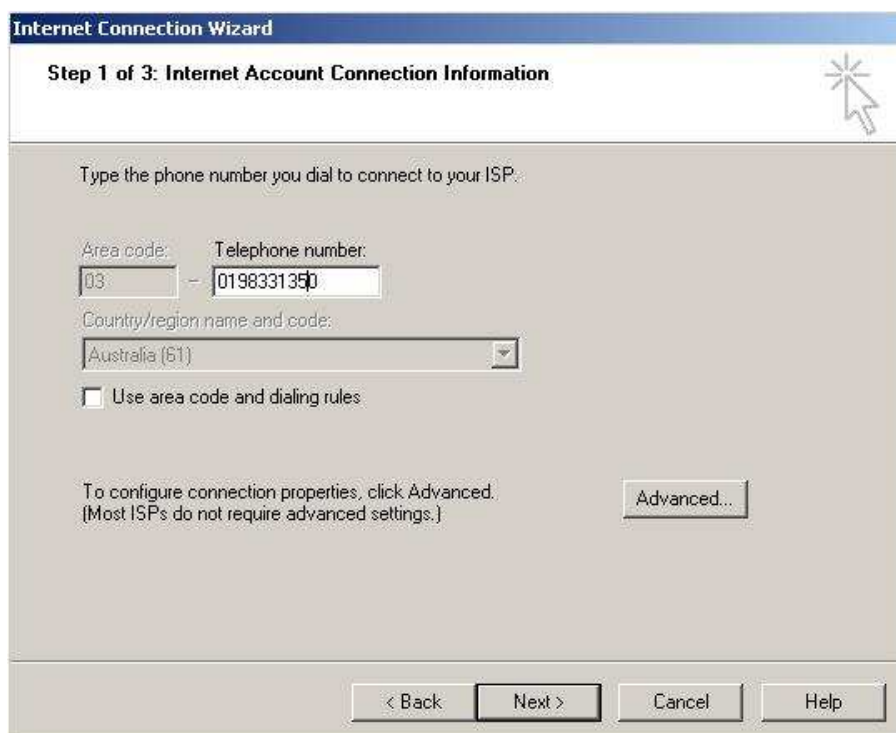 Internet Connection Wizard
Step 1 of 3: Internet Account Connection Information
Type the phone number you dial to connect to your ISP.
Area code: Telephone number:
03 - 0198331350
Country/region name and code:
Australia (61)
Use area code and dialing rules
To configure connection properties, click Advanced.
(Most ISPs do not require advanced settings.)
Advanced...
< Back Next > Cancel Help